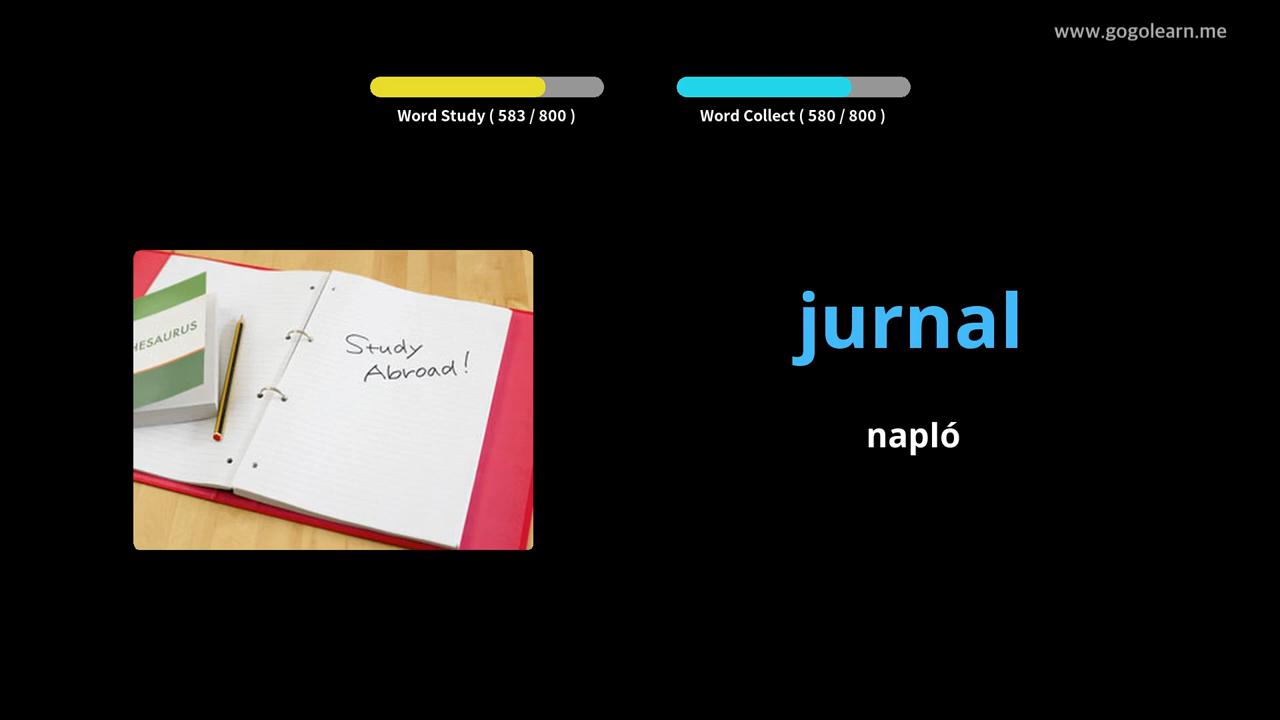 www.gogolearn.me
Word Study ( 583 / 800 )
Word Collect ( 580 / 800 )
HESAURUS
Study
Abroad!
jurnal
napló